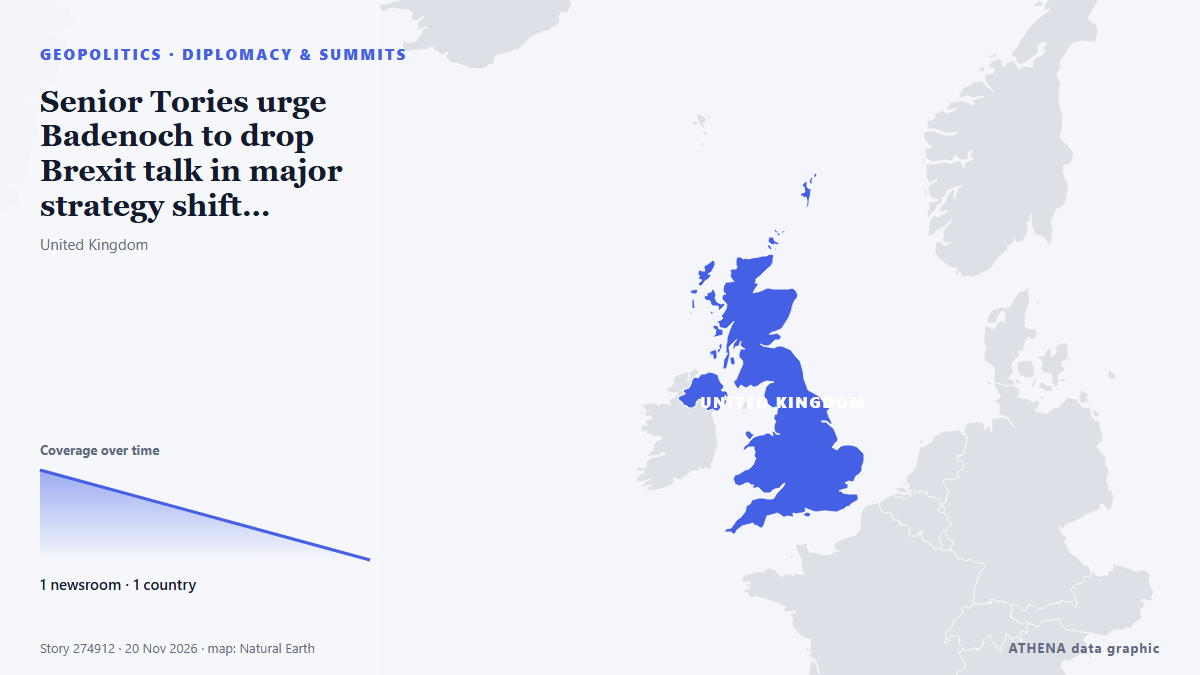 GEOPOLITICS · DIPLOMACY & SUMMITS
Senior Tories urge
Badenoch to drop
Brexit talk in major
strategy shift...
United Kingdom
UNITED KINGDOM
Coverage over time
1 newsroom · 1 country
Story 274912 · 20 Nov 2026 · map: Natural Earth
ATHENA data graphic